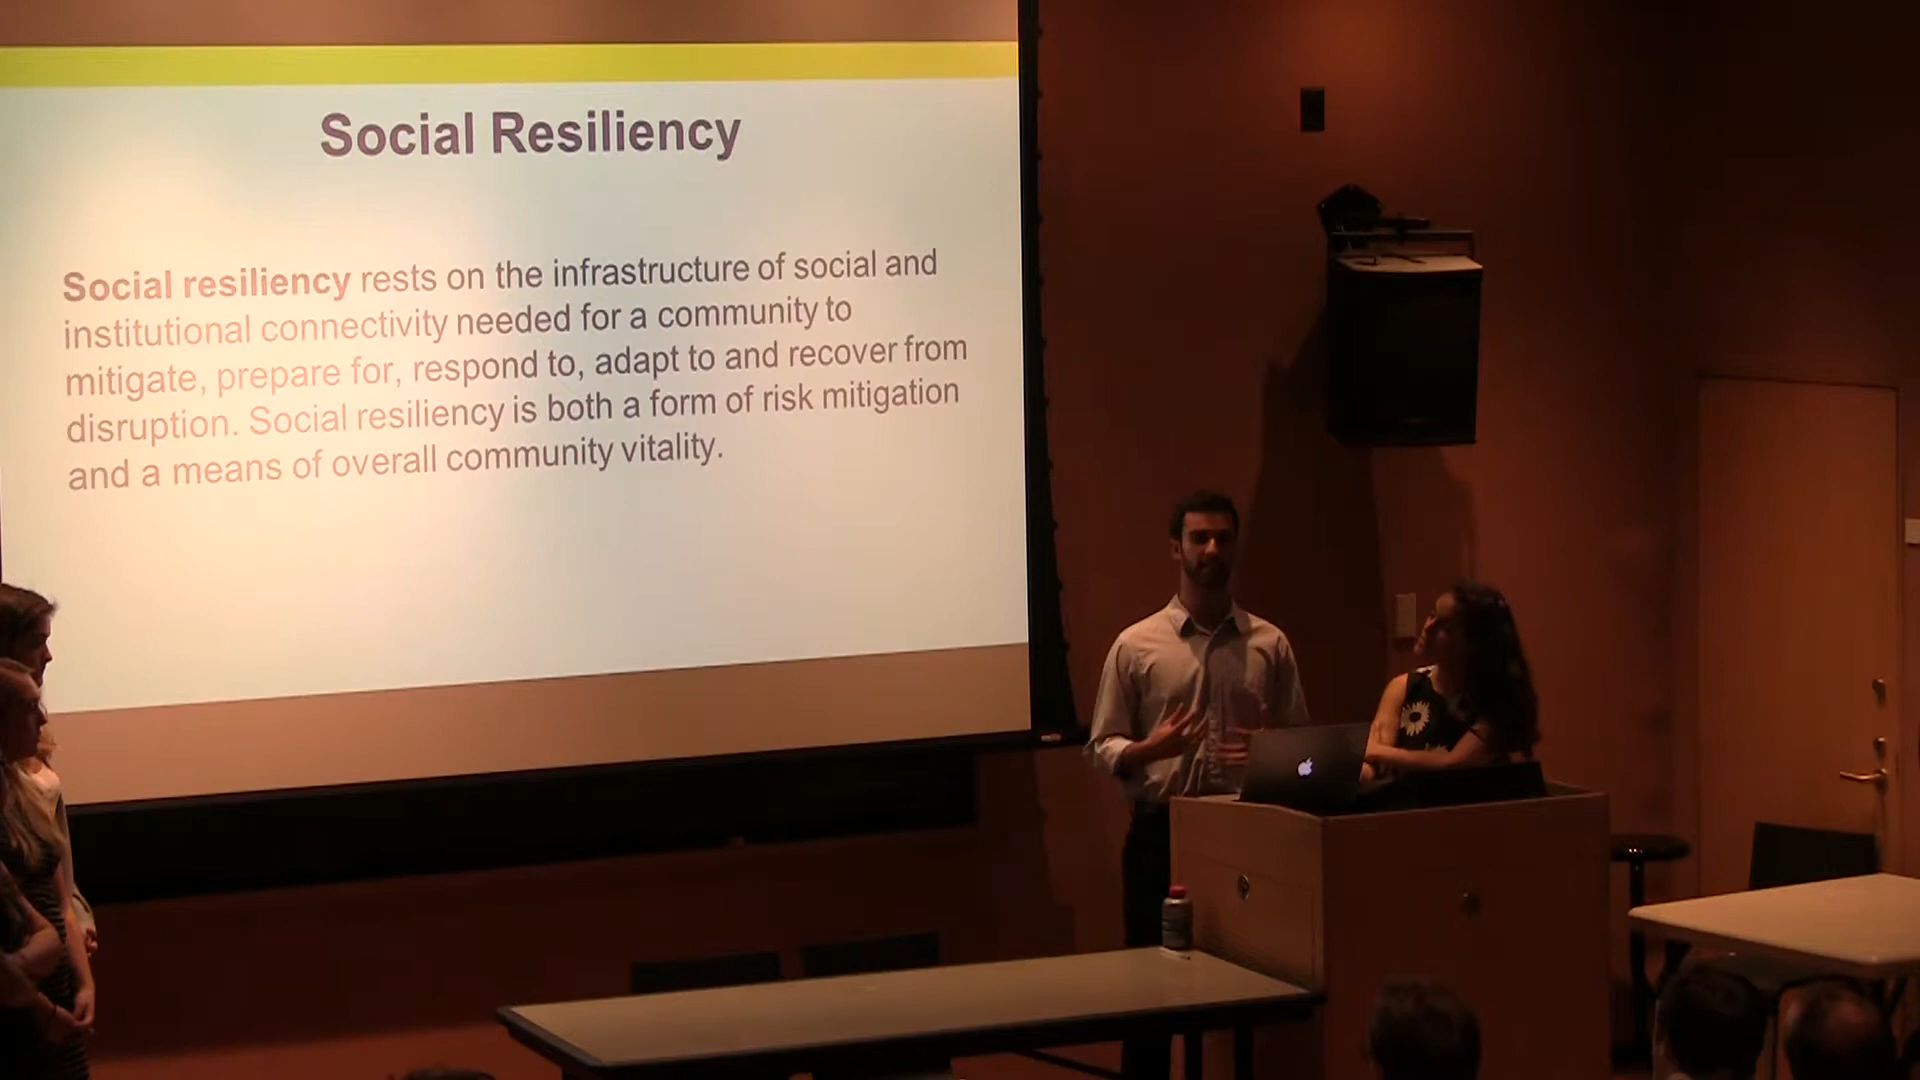 Social Resiliency
Social resiliency rests on the infrastructure of social and
institutional connectivity needed for a community to
mitigate, prepare for, respond to, adapt to and recover from
disruption. Social resiliency is both a form of risk mitigation
and a means of overall community vitality.